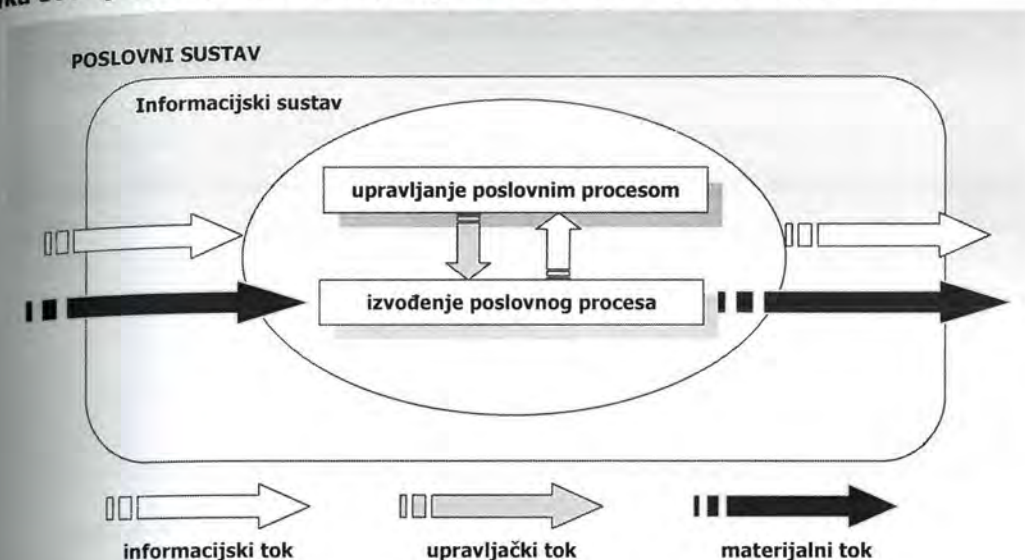 POSLOVNI SUSTAV
Informacijski sustav
upravljanje poslovnim procesom
izvođenje poslovnog procesa
informacijski tok
upravljački tok
materijalni tok